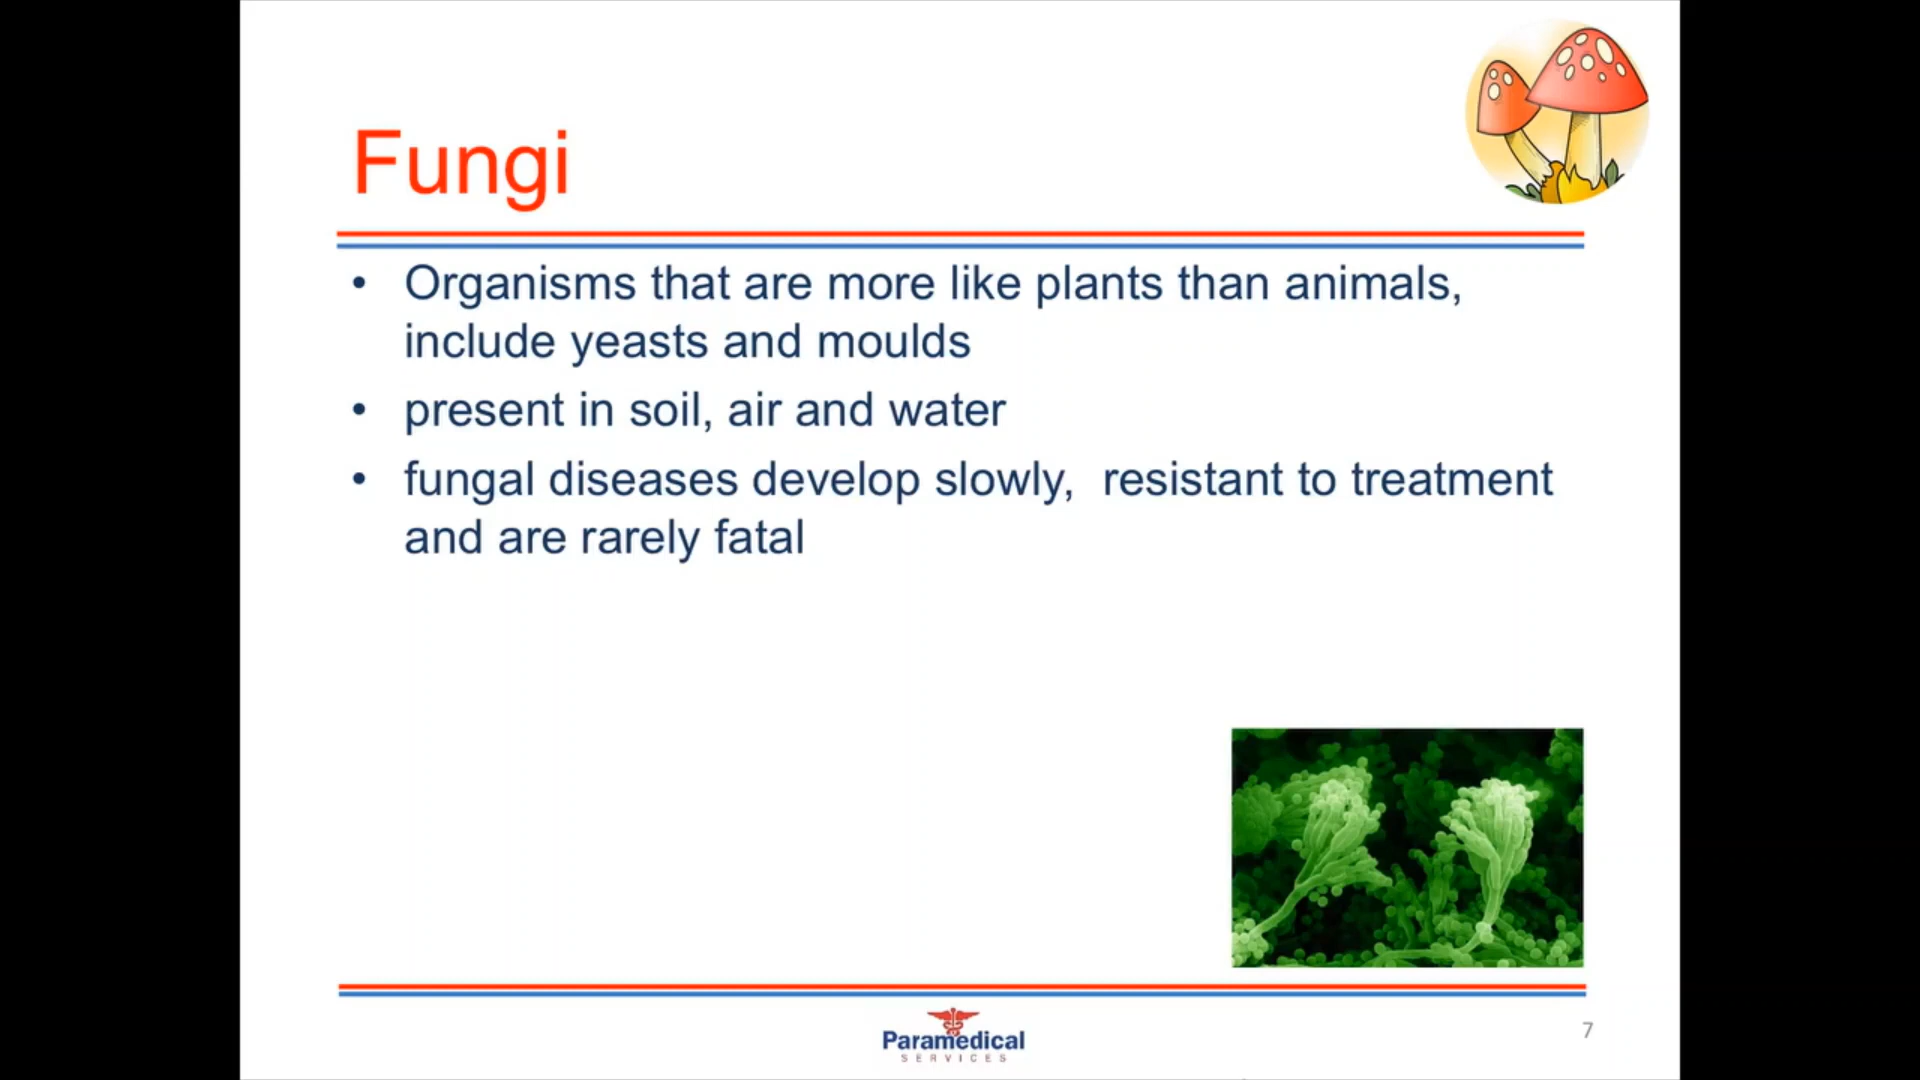 Fungi
• Organisms that are more like plants than animals,
include yeasts and moulds
• present in soil, air and water
• fungal diseases develop slowly,  resistant to treatment
and are rarely fatal
Paramedical
SERVICES
7